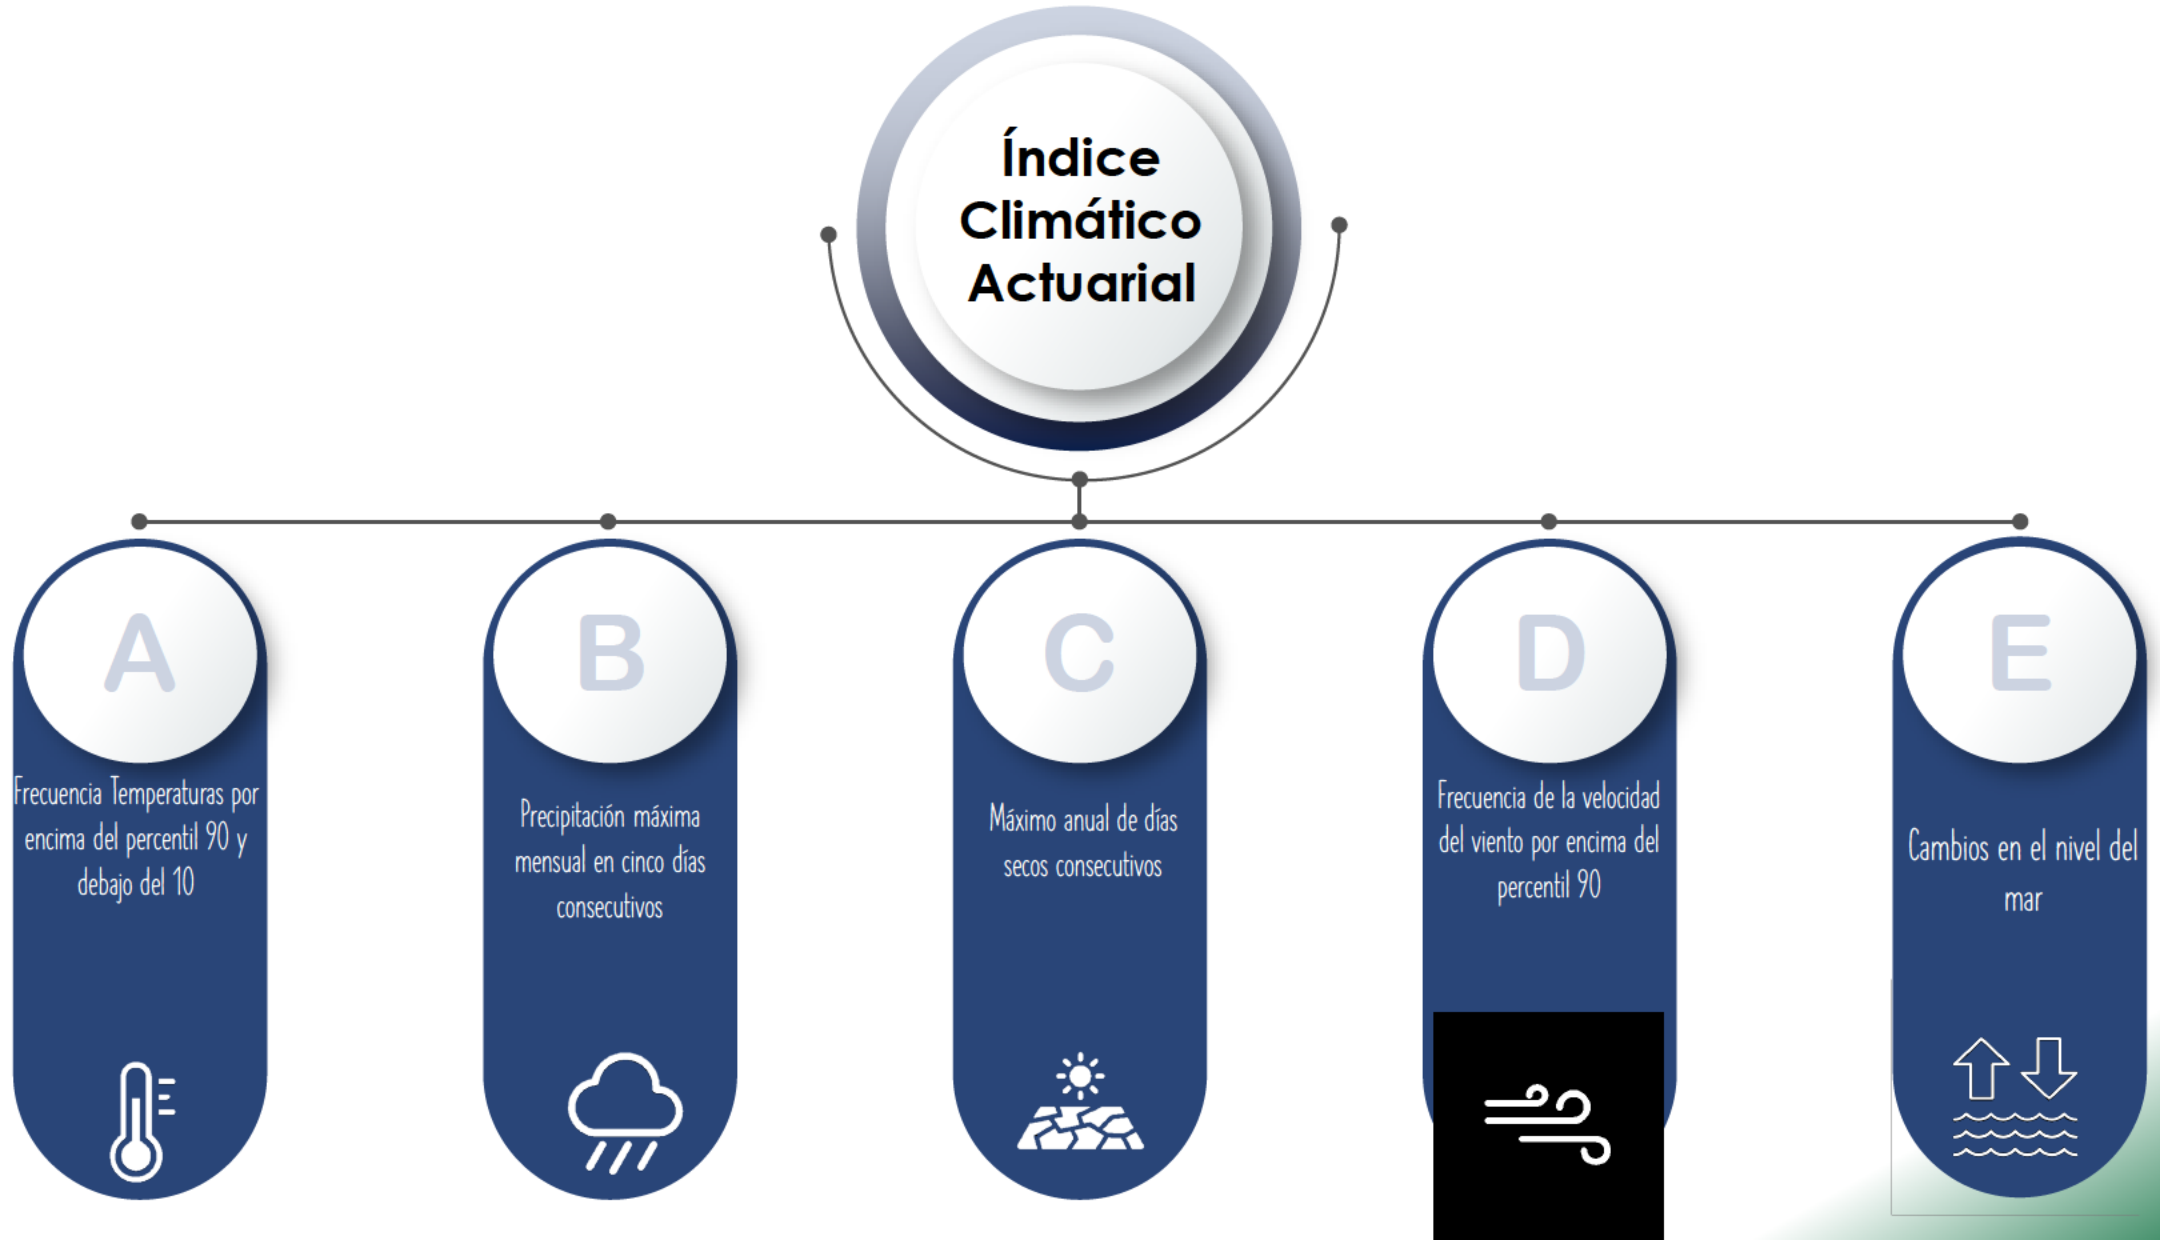 Índice
Climático
Actuarial
A
Frecuencia Temperaturas por
encima del percentil 90 y
debajo del 10
B
Precipitación máxima
mensual en cinco días
consecutivos
C
Máximo anual de días
secos consecutivos
D
Frecuencia de la velocidad
del viento por encima del
percentil 90
E
Cambios en el nivel del
mar